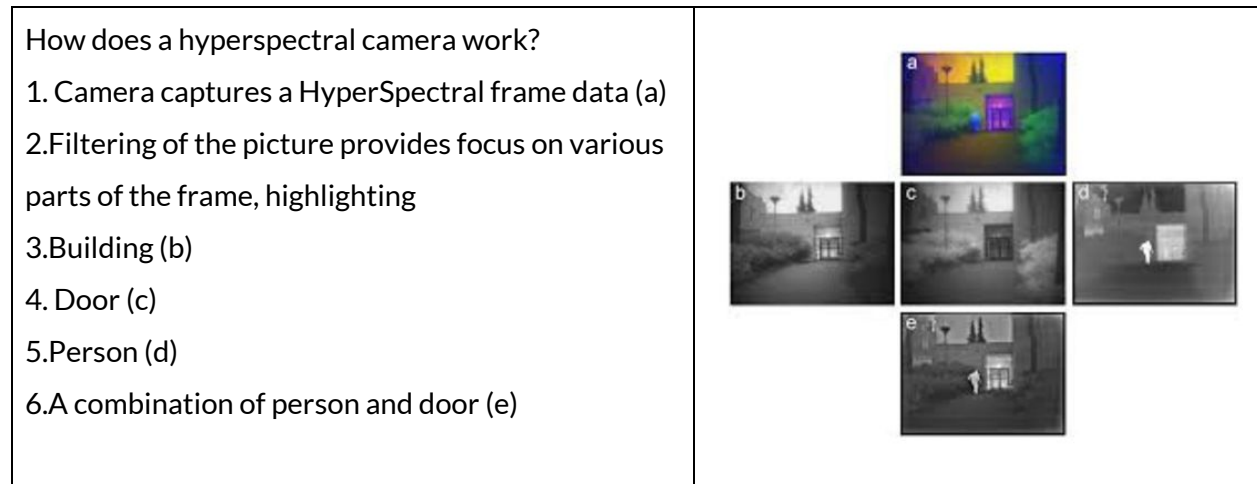 How does a hyperspectral camera work?
1. Camera captures a HyperSpectral frame data (a)
2.Filtering of the picture provides focus on various
parts of the frame, highlighting
3.Building (b)
4. Door (c)
5.Person (d)
6.A combination of person and door (e)
a
b
c
d
e